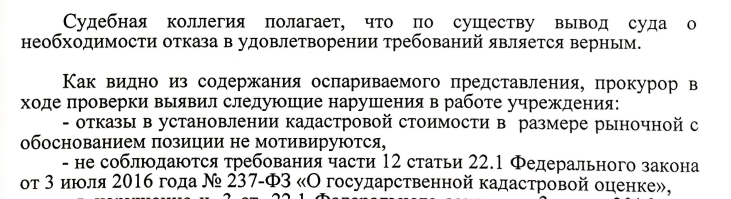 Судебная коллегия полагает, что по существу вывод суда о
необходимости отказа в удовлетворении требований является верным.
Как видно из содержания оспариваемого представления, прокурор в
ходе проверки выявил следующие нарушения в работе учреждения:
- отказы в установлении кадастровой стоимости в размере рыночной с
обоснованием позиции не мотивируются,
- не соблюдаются требования части 12 статьи 22.1 Федерального закона
от 3 июля 2016 года № 237-ФЗ «О государственной кадастровой оценке»,